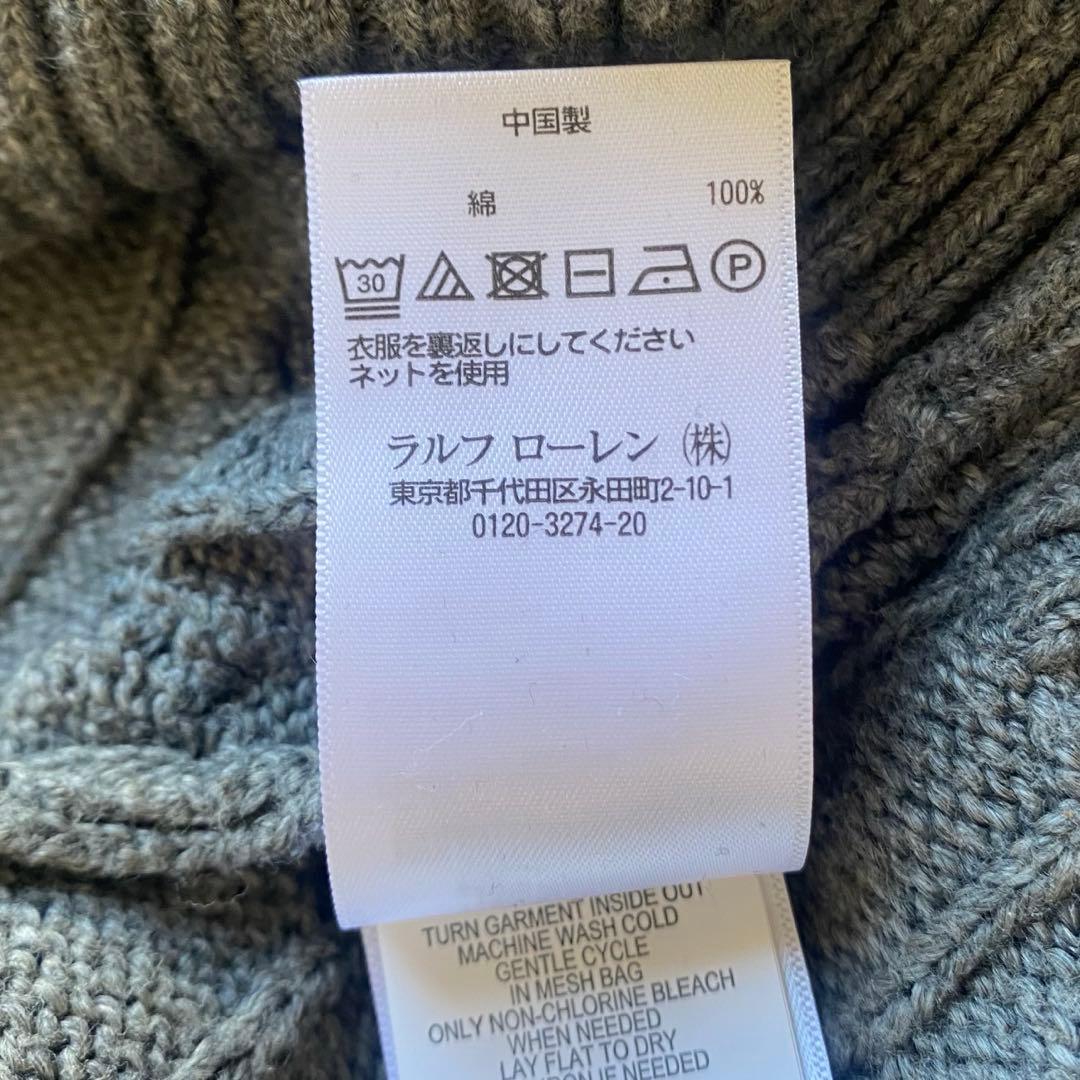 中国製
綿 100%
30 P
衣服を裏返しにしてください
ネットを使用
ラルフ ローレン (株)
東京都千代田区永田町2-10-1
0120-3274-20
TURN GARMENT INSIDE OUT
MACHINE WASH COLD
GENTLE CYCLE
IN MESH BAG
ONLY NON-CHLORINE BLEACH
WHEN NEEDED
LAY FLAT TO DRY
IF NEEDED